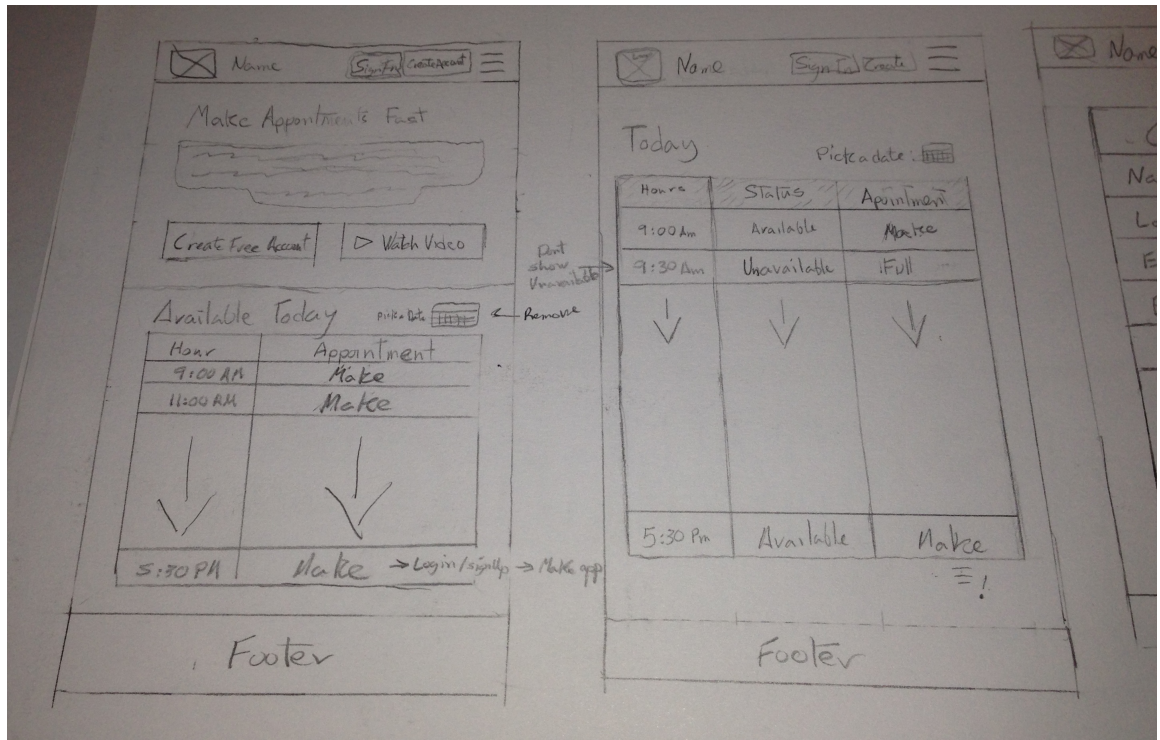 Name Sign In Create Account
Make Appointments Fast
Create Free Account Watch Video
Available Today Pick a Date Remove
Hour Appointment
9:00 AM Make
11:00 AM Make
5:30 PM Make → Login/signUp → Make app
Footer
Dont
show
Unavailable
Logo Name Sign In Create
Today
Pick a date:
Hours Status Apointment
9:00 Am Available Make
9:30 Am Unavailable Full
5:30 Pm Available Make
!
Footer
Name
Na